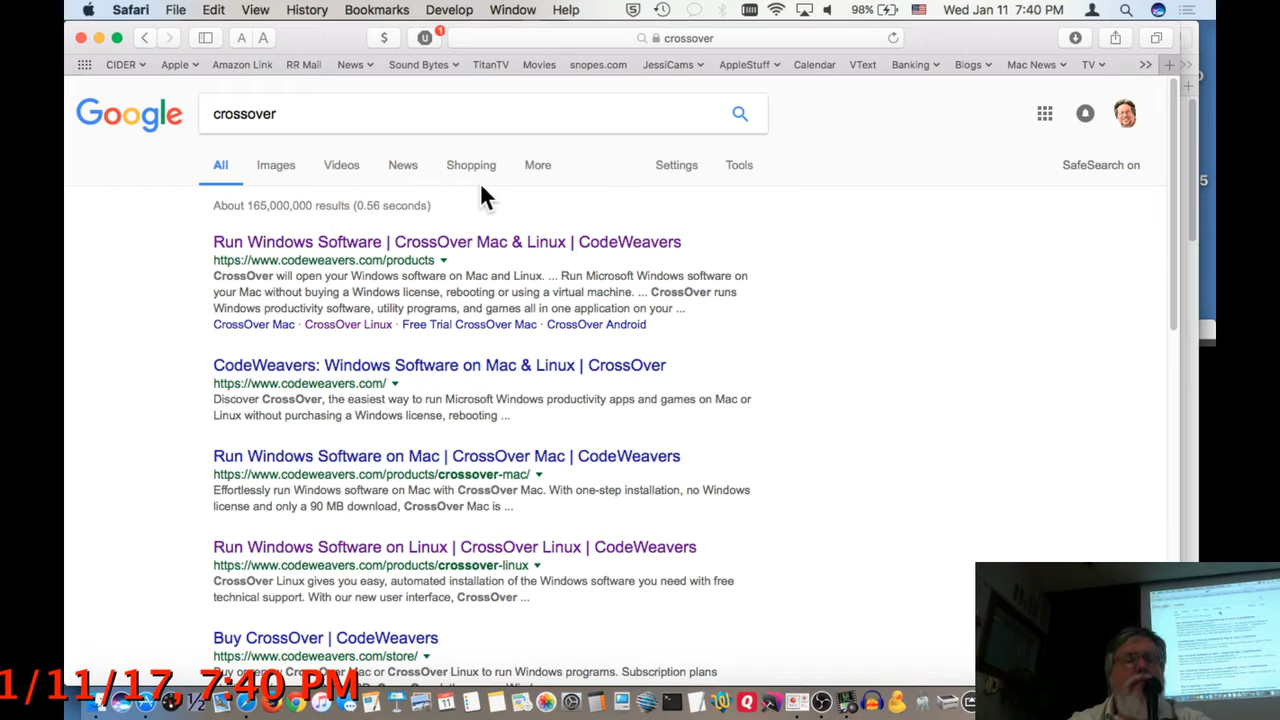 Safari File Edit View History Bookmarks Develop Window Help 98% Wed Jan 11 7:40 PM
A A $ u 1 crossover
CIDER Apple Amazon Link RR Mail News Sound Bytes TitanTV Movies snopes.com JessiCams AppleStuff Calendar VText Banking Blogs Mac News TV >> +
Google crossover
All Images Videos News Shopping More Settings Tools SafeSearch on
About 165,000,000 results (0.56 seconds)
Run Windows Software | CrossOver Mac & Linux | CodeWeavers
https://www.codeweavers.com/products
CrossOver will open your Windows software on Mac and Linux. ... Run Microsoft Windows software on
your Mac without buying a Windows license, rebooting or using a virtual machine. ... CrossOver runs
Windows productivity software, utility programs, and games all in one application on your ...
CrossOver Mac · CrossOver Linux · Free Trial CrossOver Mac · CrossOver Android
CodeWeavers: Windows Software on Mac & Linux | CrossOver
https://www.codeweavers.com/
Discover CrossOver, the easiest way to run Microsoft Windows productivity apps and games on Mac or
Linux without purchasing a Windows license, rebooting ...
Run Windows Software on Mac | CrossOver Mac | CodeWeavers
https://www.codeweavers.com/products/crossover-mac/
Effortlessly run Windows software on Mac with CrossOver Mac. With one-step installation, no Windows
license and only a 90 MB download, CrossOver Mac is ...
Run Windows Software on Linux | CrossOver Linux | CodeWeavers
https://www.codeweavers.com/products/crossover-linux
CrossOver Linux gives you easy, automated installation of the Windows software you need with free
technical support. With our new user interface, CrossOver ...
Buy CrossOver | CodeWeavers
https://www.codeweavers.com/store/
CrossOver Mac or CrossOver Linux to run Windows programs. Subscription plans
1/11/17 7:40 PM